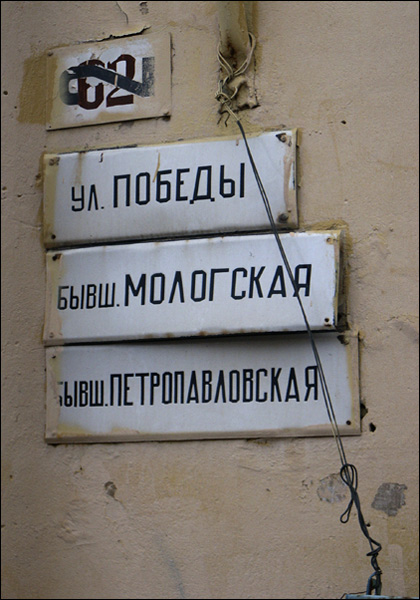 62
УЛ. ПОБЕДЫ
БЫВШ. МОЛОГСКАЯ
БЫВШ. ПЕТРОПАВЛОВСКАЯ